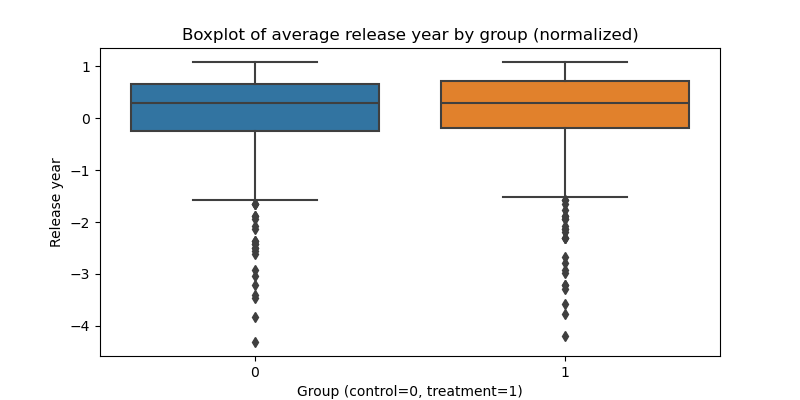 Boxplot of average release year by group (normalized)
Release year
1
0
−1
−2
−3
−4
0
1
Group (control=0, treatment=1)